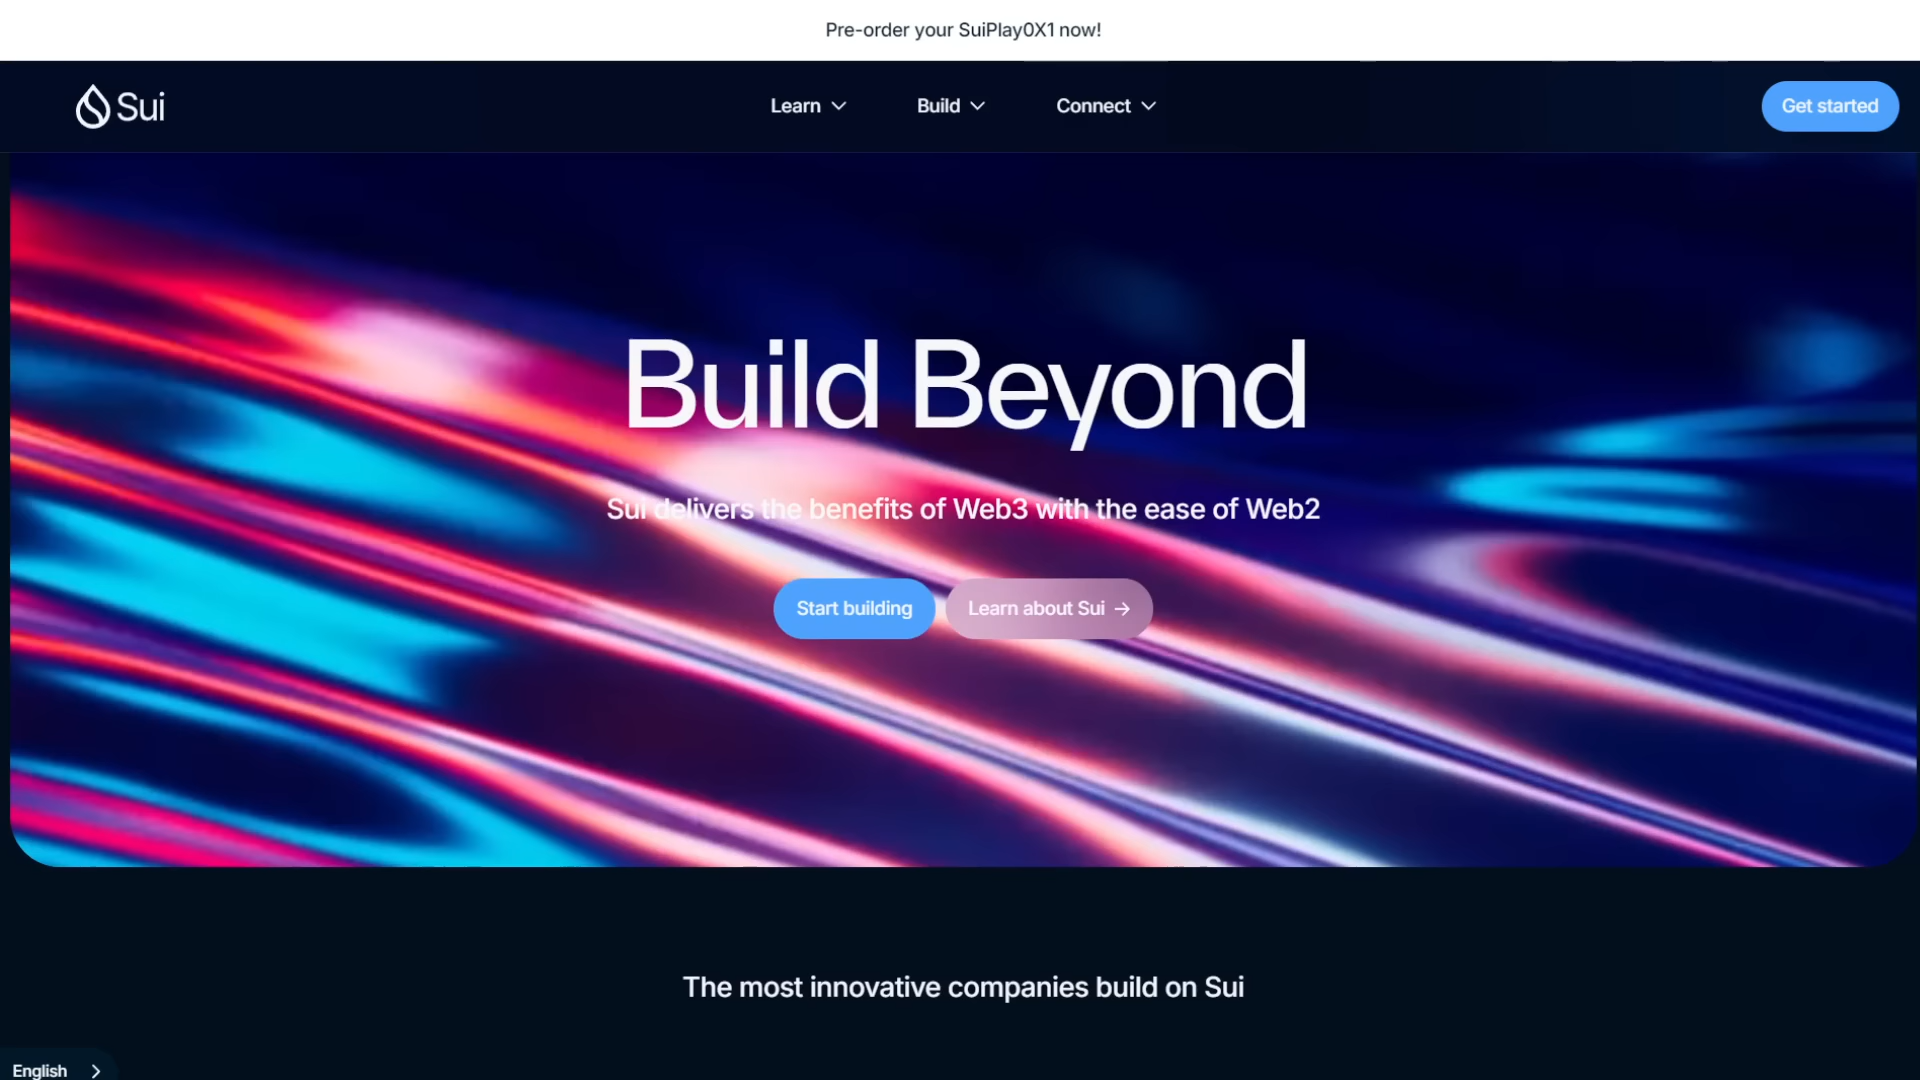 Pre-order your SuiPlay0X1 now!
Sui
Learn
Build
Connect
Get started
Build Beyond
Sui delivers the benefits of Web3 with the ease of Web2
Start building
Learn about Sui →
The most innovative companies build on Sui
English